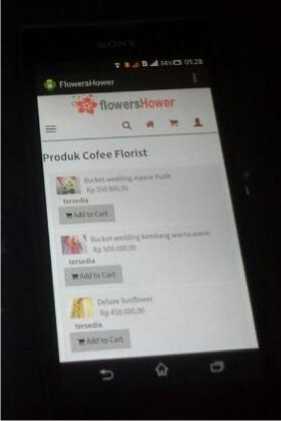 SONY
34% 05.28
FlowersHower
flowersHower
Produk Cofee Florist
Bucket wedding mawar Putih
Rp 350.000,00
tersedia
Add to Cart
Bucket wedding kembang warna warni
Rp 500.000,00
tersedia
Add to Cart
Deluxe Sunflower
Rp 450.000,00
tersedia
Add to Cart